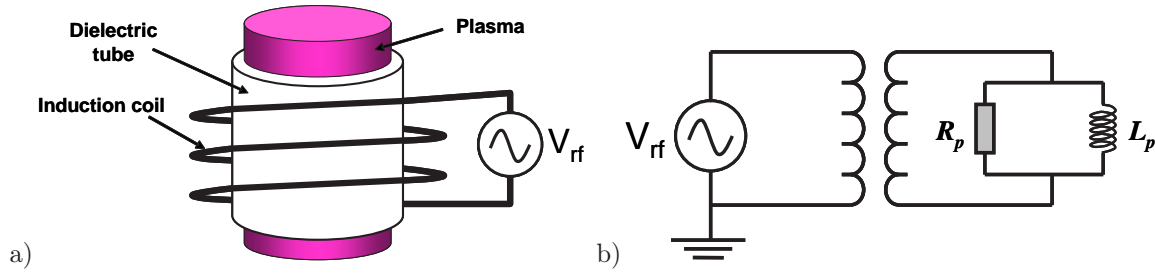 Dielectric
tube
Plasma
Induction coil
V_rf
a)
V_rf
R_p
L_p
b)